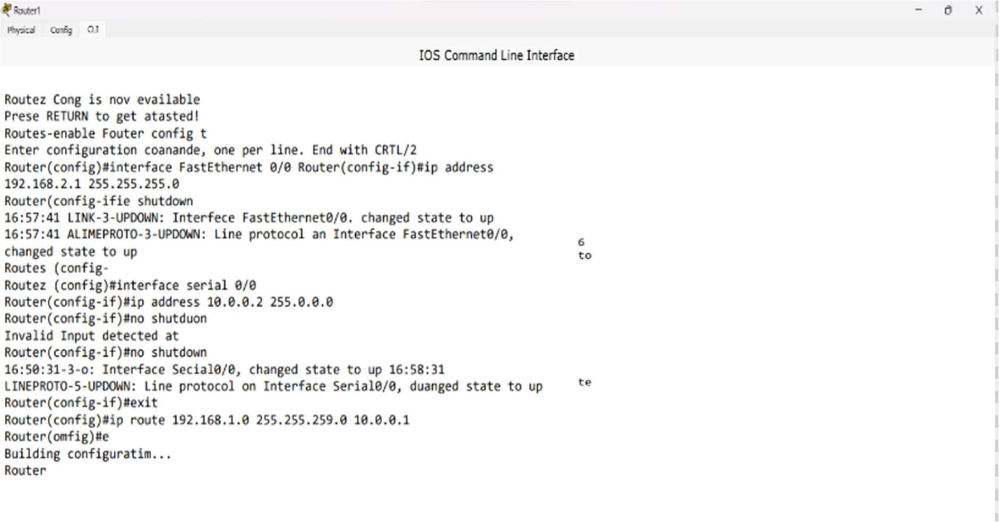 Router1
Physical Config CLI
IOS Command Line Interface
Routez Cong is nov evailable
Prese RETURN to get atasted!
Routes-enable Fouter config t
Enter configuration coanande, one per line. End with CRTL/2
Router(config)#interface FastEthernet 0/0 Router(config-if)#ip address
192.168.2.1 255.255.255.0
Router(config-ifie shutdown
16:57:41 LINK-3-UPDOWN: Interfece FastEthernet0/0. changed state to up
16:57:41 ALIMEPROTO-3-UPDOWN: Line protocol an Interface FastEthernet0/0,
6
changed state to up
to
Routes (config-
Routez (config)#interface serial 0/0
Router(config-if)#ip address 10.0.0.2 255.0.0.0
Router(config-if)#no shutduon
Invalid Input detected at
Router(config-if)#no shutdown
16:50:31-3-o: Interface Secial0/0, changed state to up 16:58:31
LINEPROTO-5-UPDOWN: Line protocol on Interface Serial0/0, duanged state to up
te
Router(config-if)#exit
Router(config)#ip route 192.168.1.0 255.255.259.0 10.0.0.1
Router(omfig)#e
Building configuratim...
Router